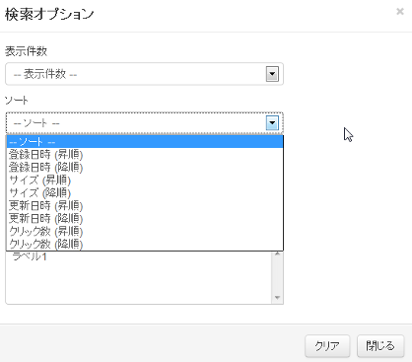 検索オプション
×
表示件数
-- 表示件数 --
ソート
-- ソート --
-- ソート --
登録日時 (昇順)
登録日時 (降順)
サイズ (昇順)
サイズ (降順)
更新日時 (昇順)
更新日時 (降順)
クリック数 (昇順)
クリック数 (降順)
ラベル1
クリア
閉じる